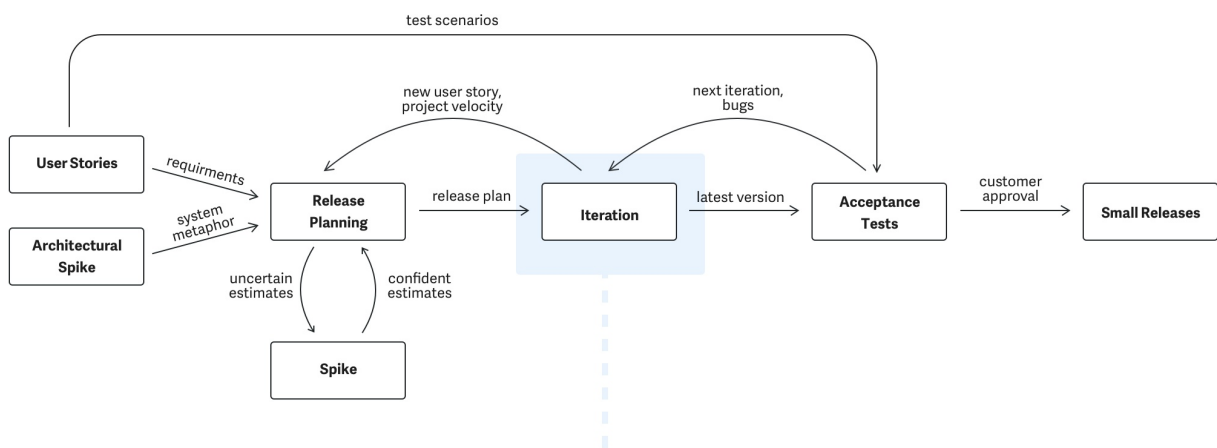 test scenarios
new user story,
project velocity
next iteration,
bugs
User Stories
requirments
Architectural
Spike
system
metaphor
Release
Planning
release plan
Iteration
latest version
Acceptance
Tests
customer
approval
Small Releases
uncertain
estimates
confident
estimates
Spike